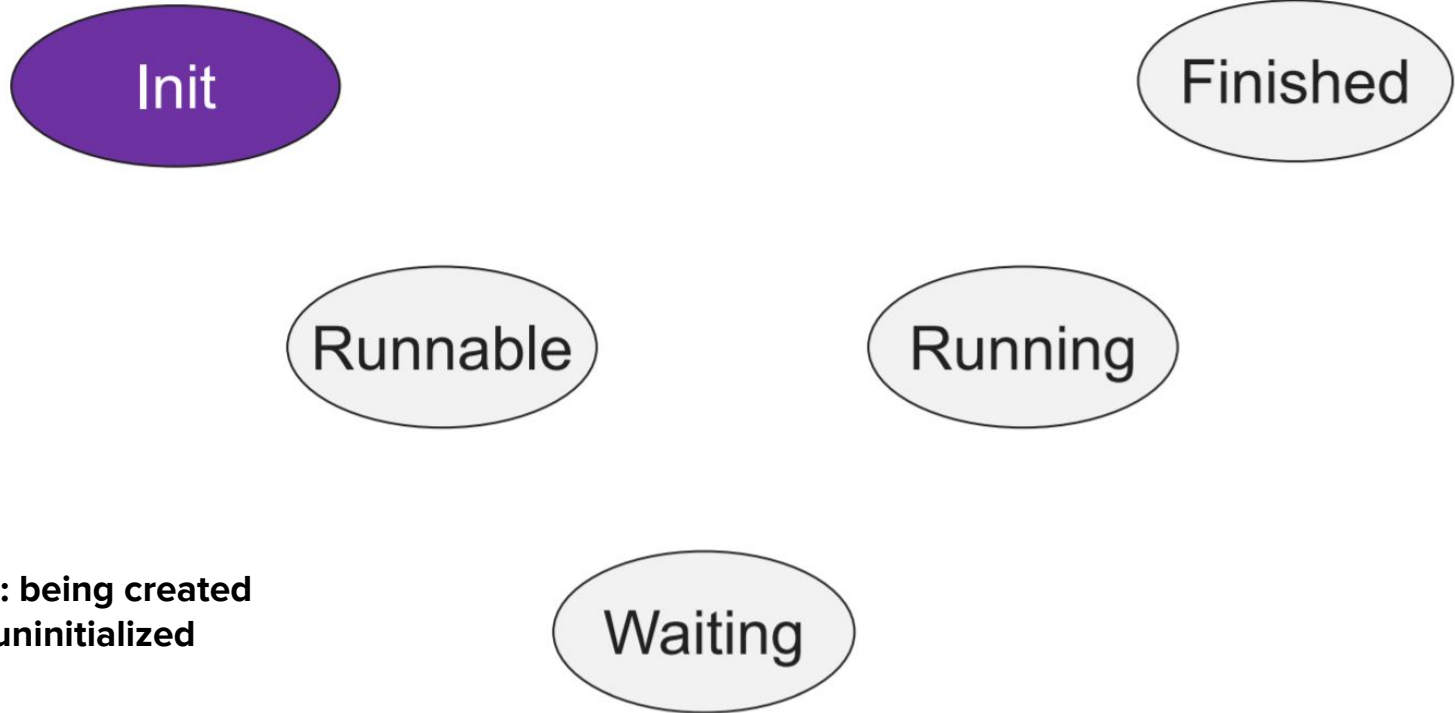 Init
Finished
Runnable
Running
: being created
uninitialized
Waiting